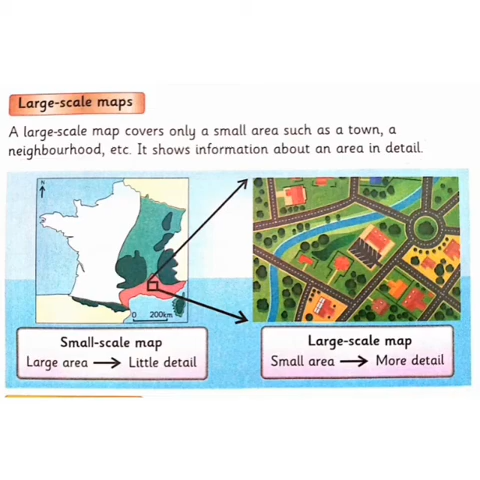 Large-scale maps
A large-scale map covers only a small area such as a town, a
neighbourhood, etc. It shows information about an area in detail.
N
0 200km
Small-scale map
Large area → Little detail
Large-scale map
Small area → More detail